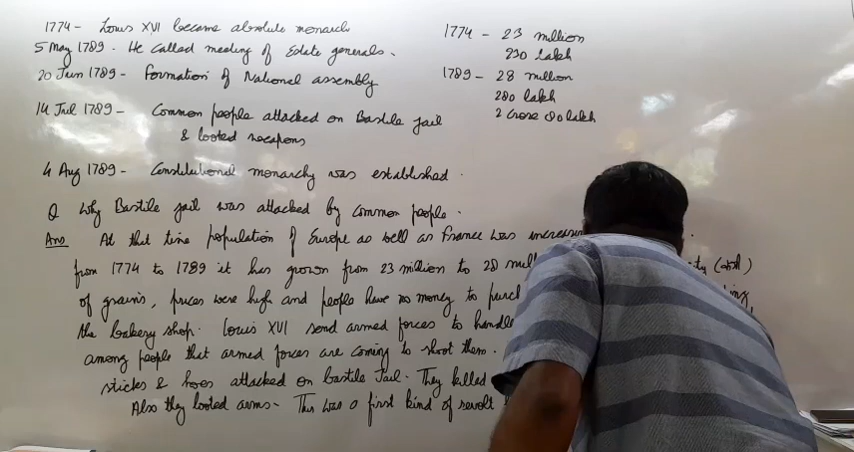 1774 - Louis XVI became absolute monarch
5 May 1789 - He called meeting of Estate generals.
20 Jun 1789 - Formation of National assembly
14 Jul 1789 - Common people attacked on Bastile jail
& looted weapons
4 Aug 1789 - Constitutional monarchy was established.
1774 - 23 million
230 lakh
1789 - 28 million
280 lakh
2 Crore 80 lakh
Q Why Bastile jail was attacked by common people.
Ans At that time population of Europe as well as France was
from 1774 to 1789 it has grown from 23 million to 28
of grains, prices were high and people have no money to
the bakery shop. Louis XVI send armed forces to
among people that armed forces are coming to shoot them.
sticks & attacked on bastile Jail. They killed
Also they looted arms - This was a first kind of revolt